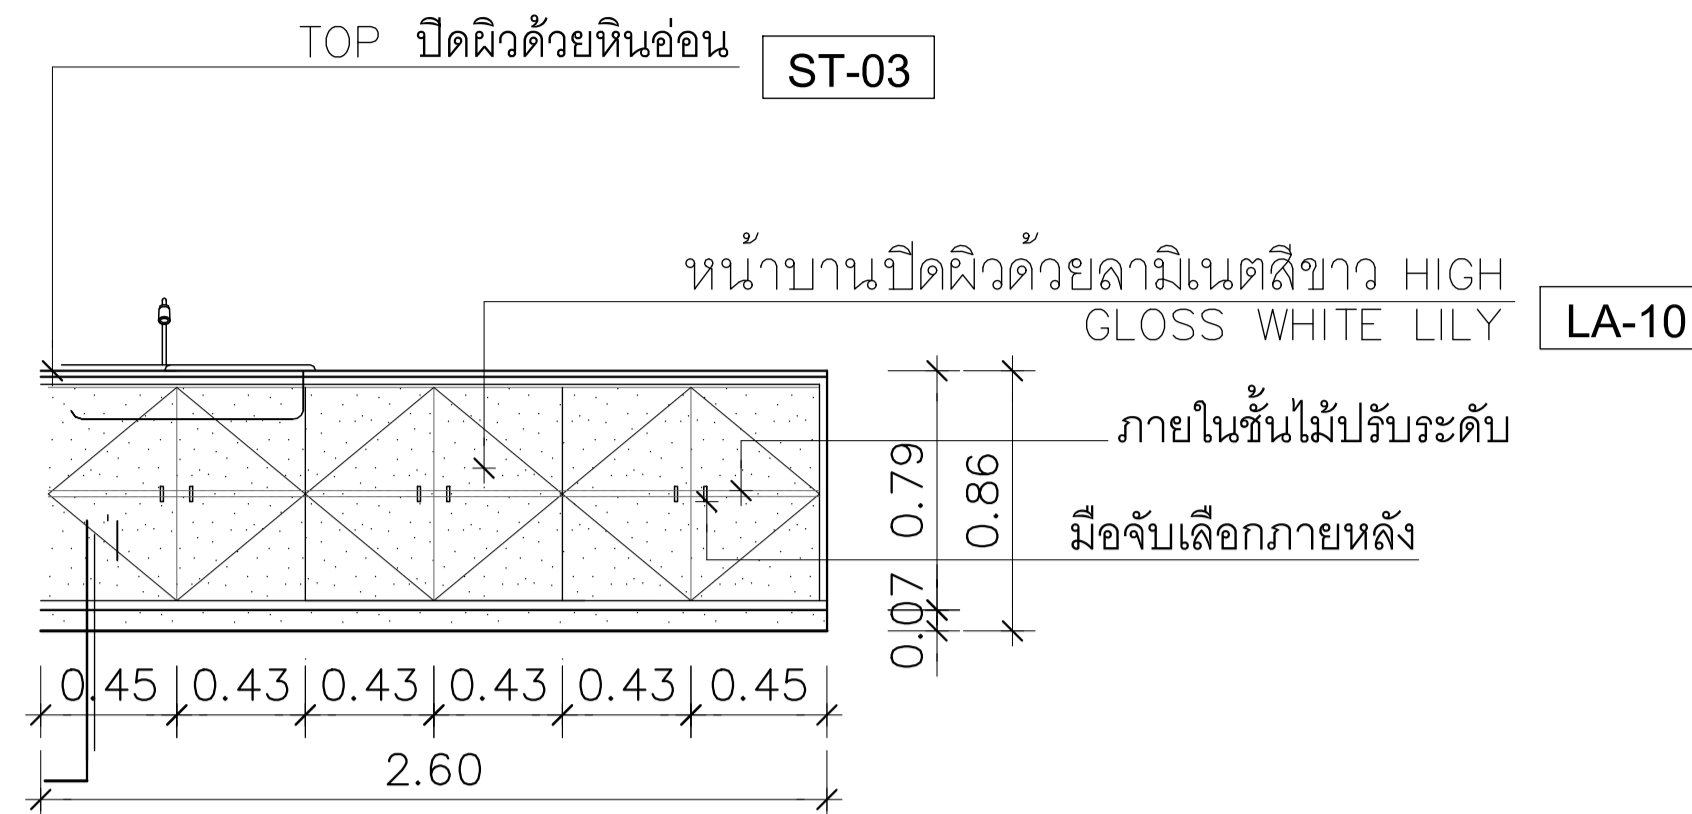 TOP ปิดผิวด้วยหินอ่อน
ST-03
หน้าบานปิดผิวด้วยลามิเนตสีขาว HIGH
GLOSS WHITE LILY
LA-10
ภายในชั้นไม้ปรับระดับ
มือจับเลือกภายหลัง
0.79
0.86
0.07
0.45 0.43 0.43 0.43 0.43 0.45
2.60